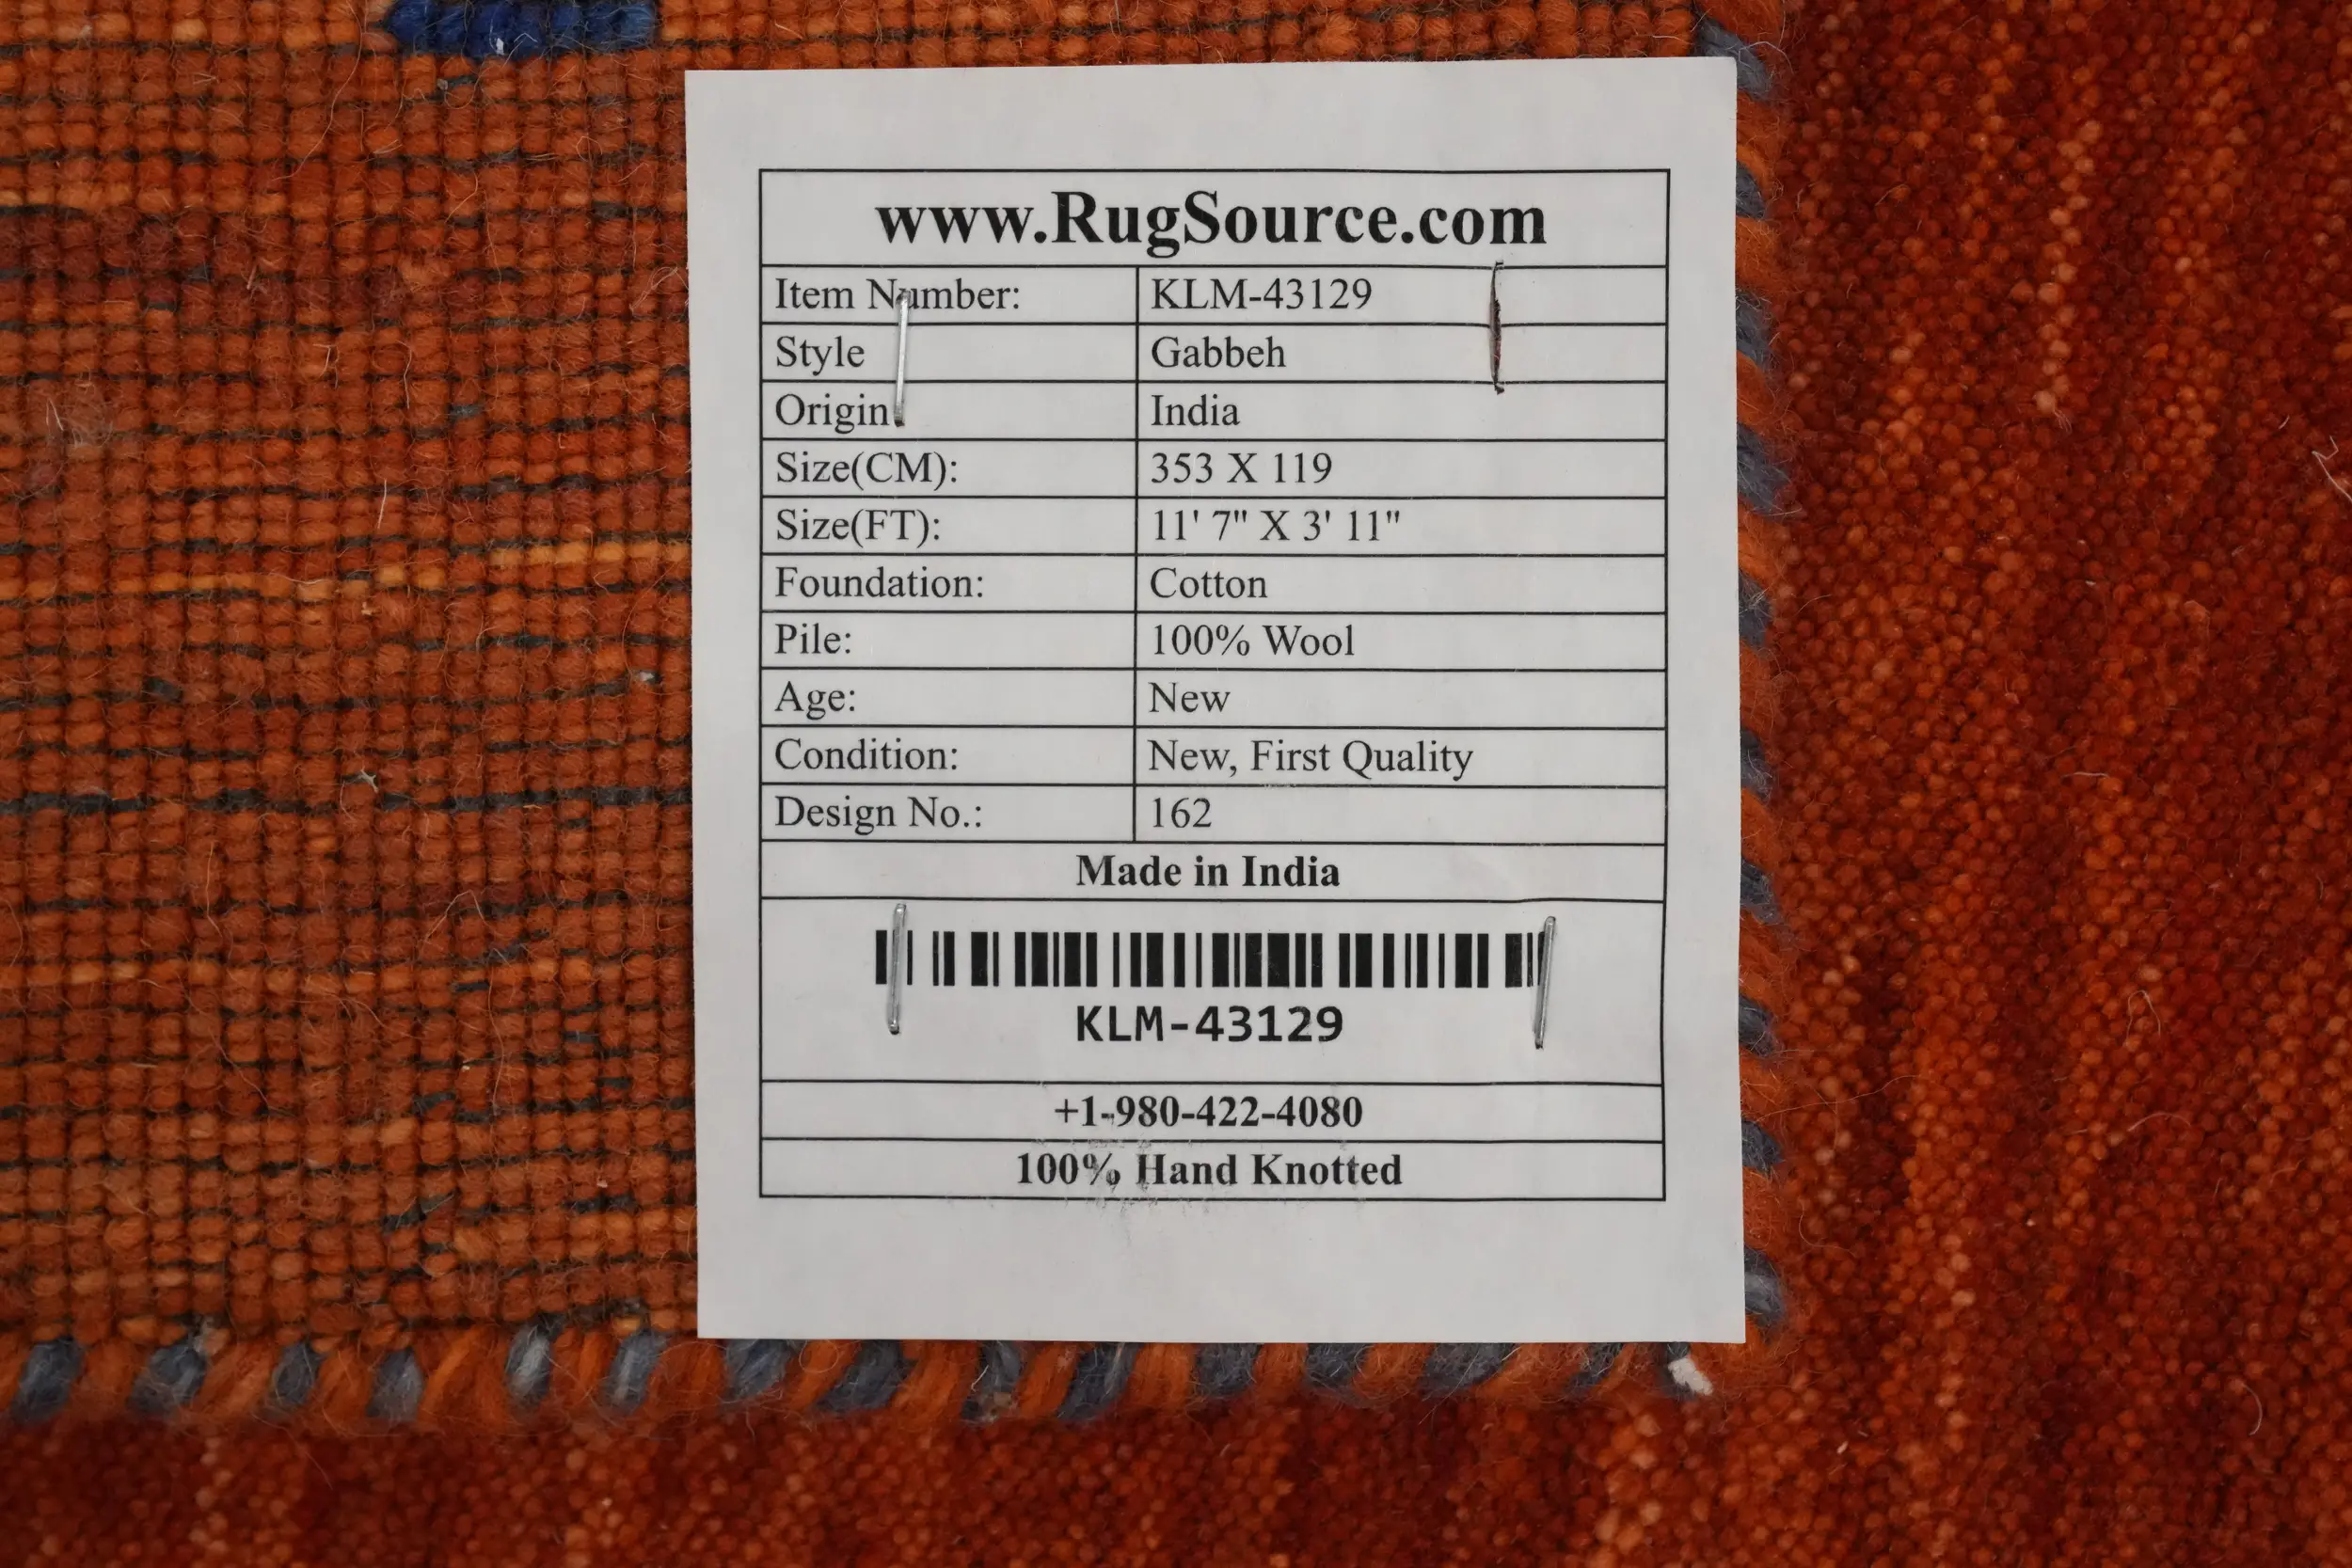 www.RugSource.com
Item Number: KLM-43129
Style Gabbeh
Origin India
Size(CM): 353 X 119
Size(FT): 11' 7" X 3' 11"
Foundation: Cotton
Pile: 100% Wool
Age: New
Condition: New, First Quality
Design No.: 162
Made in India
KLM-43129
+1-980-422-4080
100% Hand Knotted